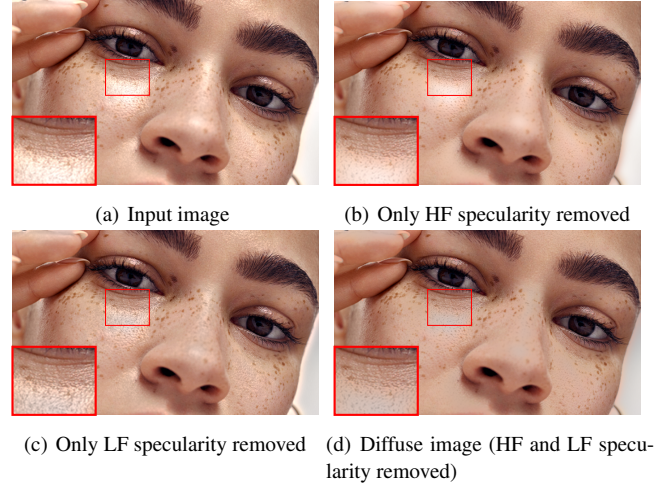 (a) Input image
(b) Only HF specularity removed
(c) Only LF specularity removed
(d) Diffuse image (HF and LF specu-
larity removed)